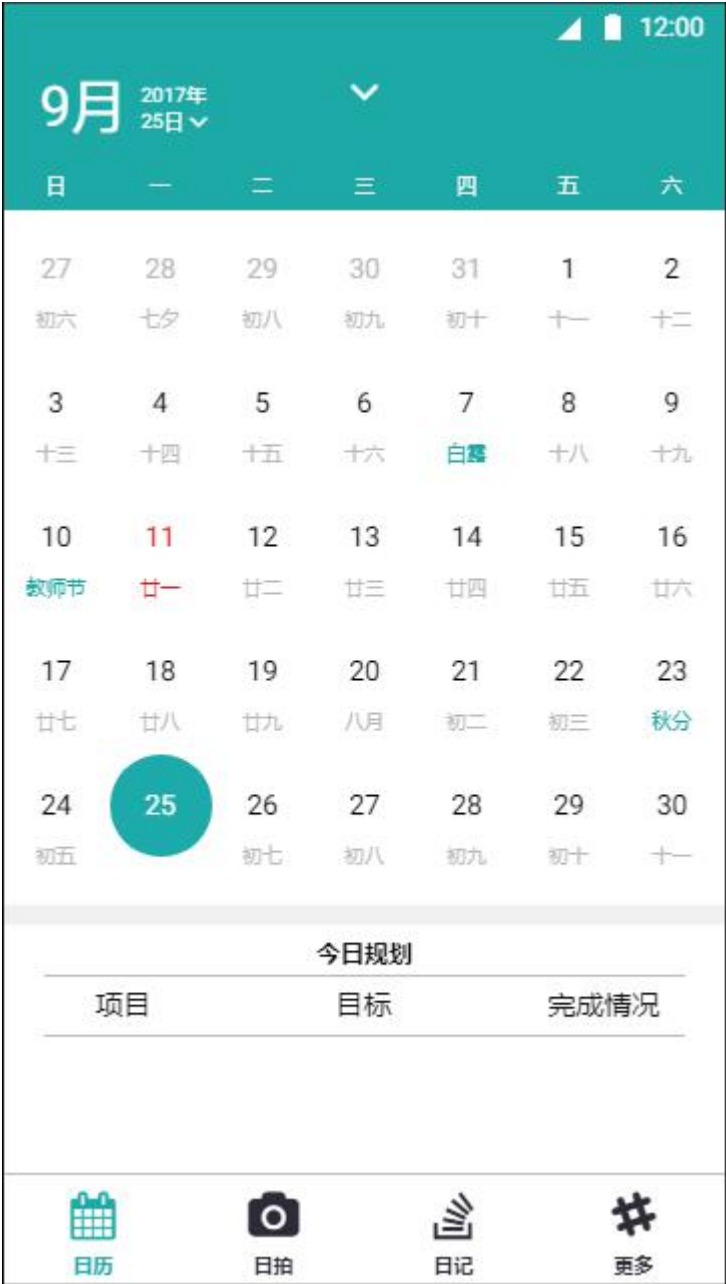 12:00
9月 2017年
25日
日 一 二 三 四 五 六
27 28 29 30 31 1 2
初六 七夕 初八 初九 初十 十一 十二
3 4 5 6 7 8 9
十三 十四 十五 十六 白露 十八 十九
10 11 12 13 14 15 16
教师节 廿一 廿二 廿三 廿四 廿五 廿六
17 18 19 20 21 22 23
廿七 廿八 廿九 八月 初二 初三 秋分
24 25 26 27 28 29 30
初五 初七 初八 初九 初十 十一
今日规划
项目 目标 完成情况
日历 日拍 日记 更多